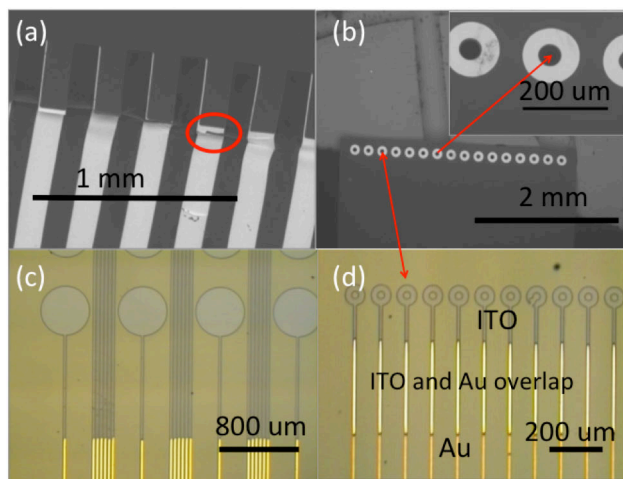 (a)
1 mm
(b)
200 um
2 mm
(c)
800 um
(d)
ITO
ITO and Au overlap
Au
200 um